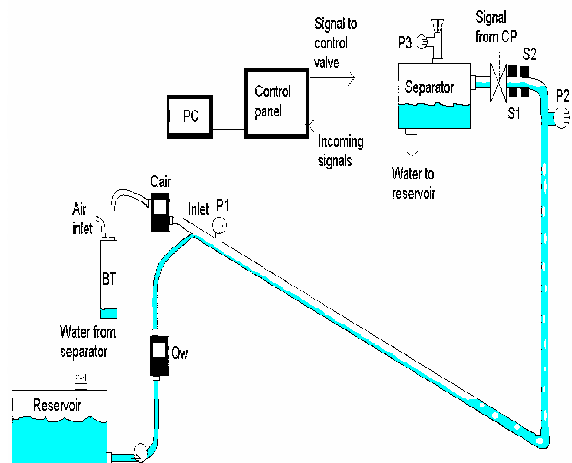 Signal to
control
valve
Signal
from CP
P3
S2
Separator
Control
panel
PC
S1
P2
Incoming
signals
Water to
reservoir
Cair
Air
inlet
Inlet
P1
BT
Water from
separator
Qw
Reservoir